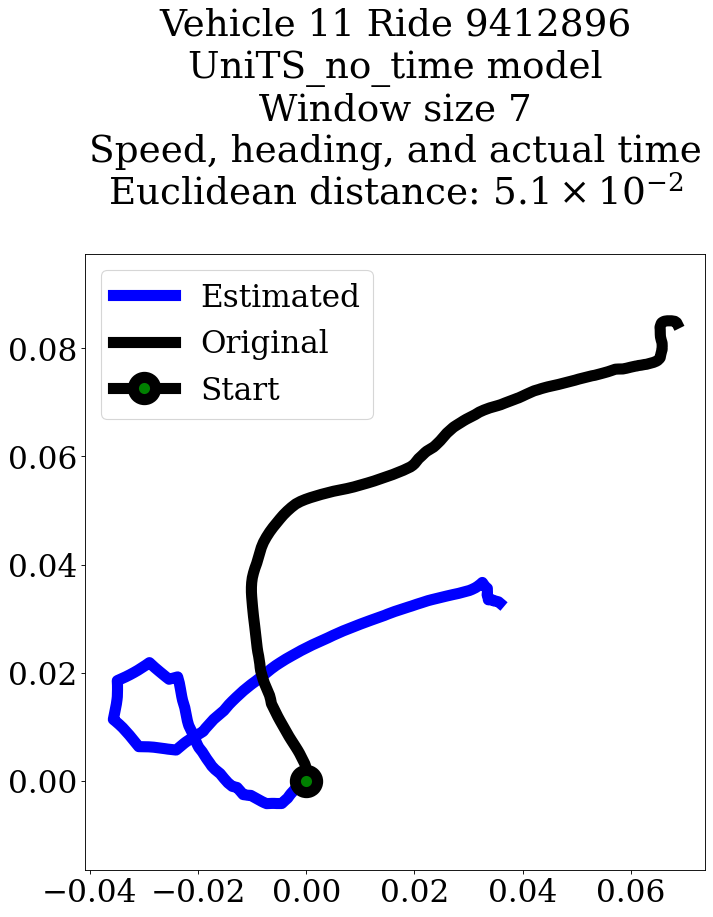 Vehicle 11 Ride 9412896
UniTS_no_time model
Window size 7
Speed, heading, and actual time
Euclidean distance: 5.1 × 10⁻²
Estimated
Original
Start
0.08
0.06
0.04
0.02
0.00
−0.04 −0.02 0.00 0.02 0.04 0.06